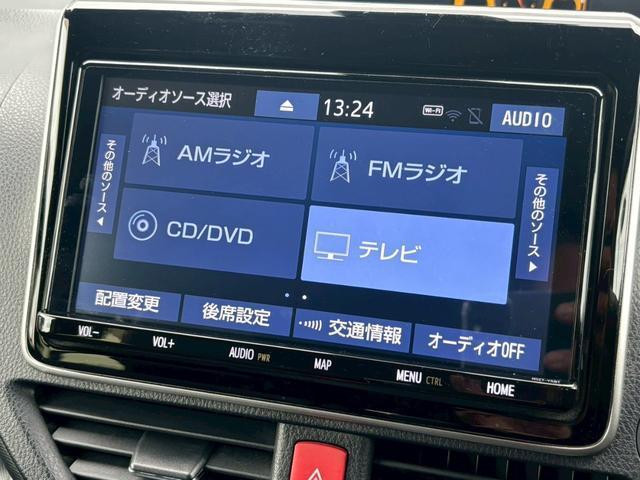 オーディオソース選択
13:24
Wi-Fi
AUDIO
その他のソース
AMラジオ
FMラジオ
その他のソース
CD/DVD
テレビ
配置変更
後席設定
交通情報
オーディオOFF
VOL−
VOL+
AUDIO PWR
MAP
MENU CTRL
HOME